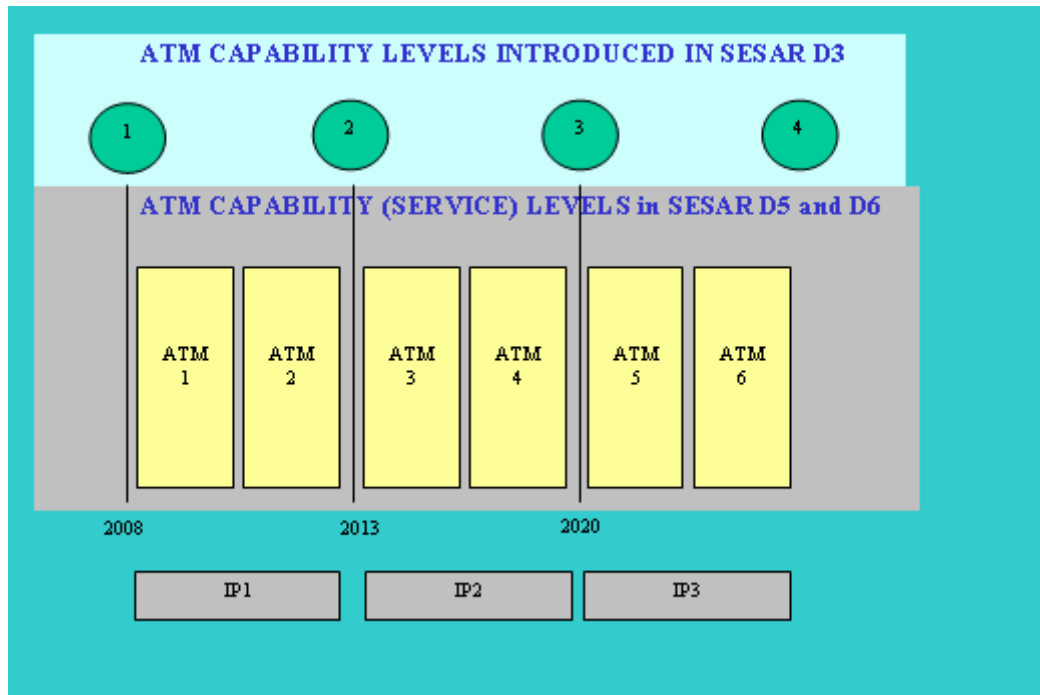 ATM CAPABILITY LEVELS INTRODUCED IN SESAR D3
1 2 3 4
ATM CAPABILITY (SERVICE) LEVELS in SESAR D5 and D6
ATM ATM ATM ATM ATM ATM
1 2 3 4 5 6
2008 2013 2020
IP1 IP2 IP3